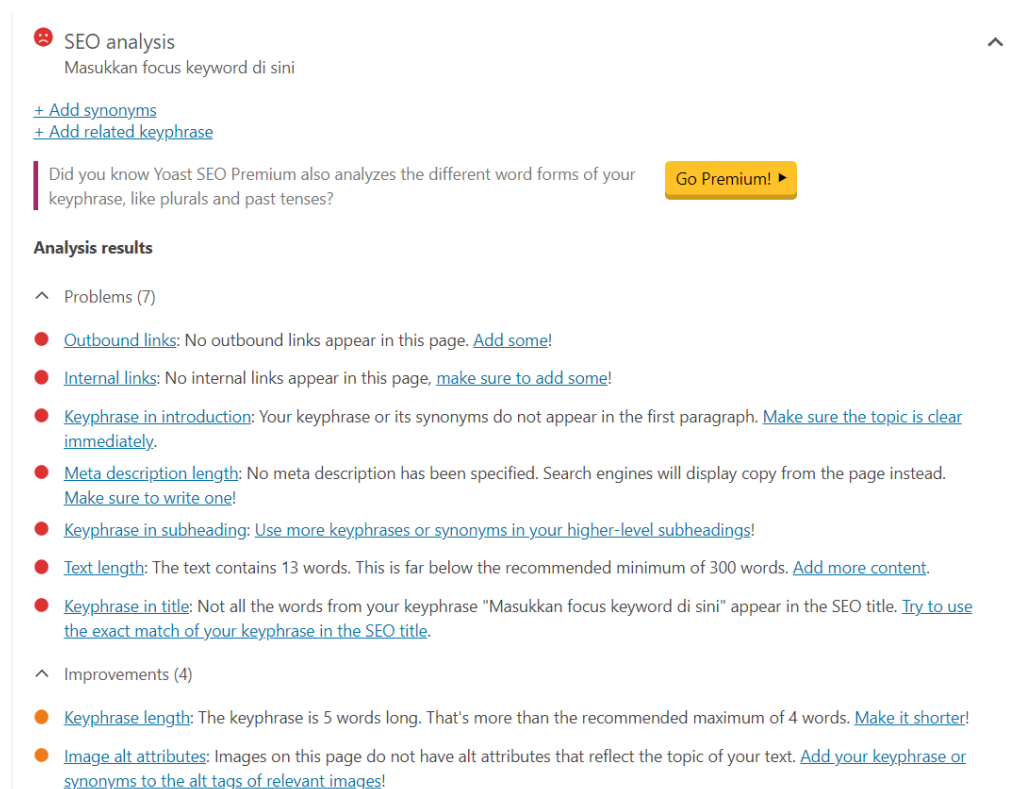 SEO analysis
Masukkan focus keyword di sini
+ Add synonyms
+ Add related keyphrase
Did you know Yoast SEO Premium also analyzes the different word forms of your
keyphrase, like plurals and past tenses?
Go Premium!
Analysis results
Problems (7)
Outbound links: No outbound links appear in this page. Add some!
Internal links: No internal links appear in this page, make sure to add some!
Keyphrase in introduction: Your keyphrase or its synonyms do not appear in the first paragraph. Make sure the topic is clear
immediately.
Meta description length: No meta description has been specified. Search engines will display copy from the page instead.
Make sure to write one!
Keyphrase in subheading: Use more keyphrases or synonyms in your higher-level subheadings!
Text length: The text contains 13 words. This is far below the recommended minimum of 300 words. Add more content.
Keyphrase in title: Not all the words from your keyphrase "Masukkan focus keyword di sini" appear in the SEO title. Try to use
the exact match of your keyphrase in the SEO title.
Improvements (4)
Keyphrase length: The keyphrase is 5 words long. That's more than the recommended maximum of 4 words. Make it shorter!
Image alt attributes: Images on this page do not have alt attributes that reflect the topic of your text. Add your keyphrase or
synonyms to the alt tags of relevant images!